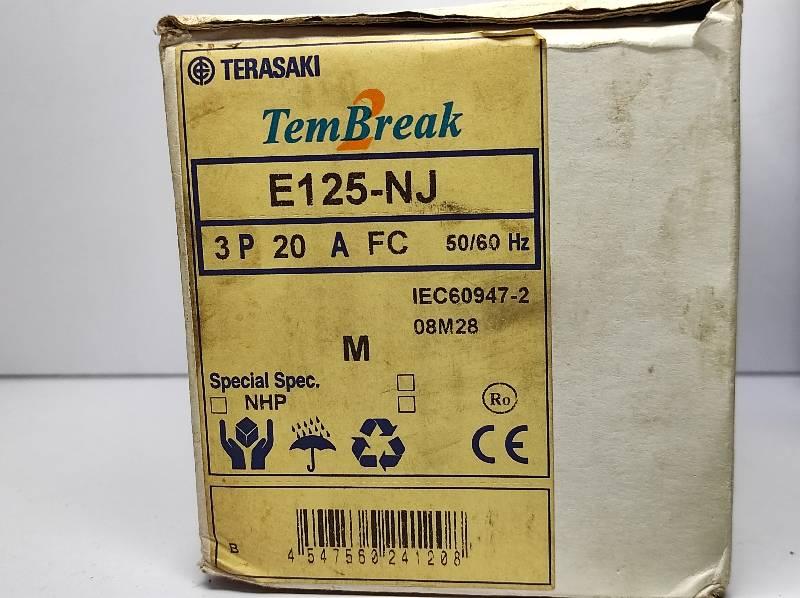 TERASAKI
TemBreak 2
E125-NJ
3 P 20 A FC 50/60 Hz
IEC60947-2
08M28
M
Special Spec.
NHP
Ro
CE
B
4 547560 241208